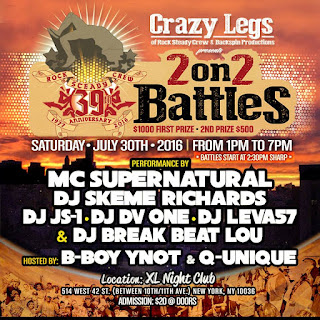 Crazy Legs
of Rock Steady Crew & Backspin Productions
presents
ROCK STEADY CREW
39
1977 ANNIVERSARY 2016
2 on 2
BATTLES
$1000 FIRST PRIZE • 2ND PRIZE $500
SATURDAY • JULY 30TH • 2016 | FROM 1PM TO 7PM
• BATTLES START AT 2:30PM SHARP •
PERFORMANCE BY
MC SUPERNATURAL
DJ SKEME RICHARDS
DJ JS-1 • DJ DV ONE • DJ LEVA57
& DJ BREAK BEAT LOU
HOSTED BY: B-BOY YNOT & Q-UNIQUE
Location: XL Night Club
514 WEST 42 ST. (BETWEEN 10TH/11TH AVE.) NEW YORK, NY 10036
ADMISSION: $20 @ DOORS